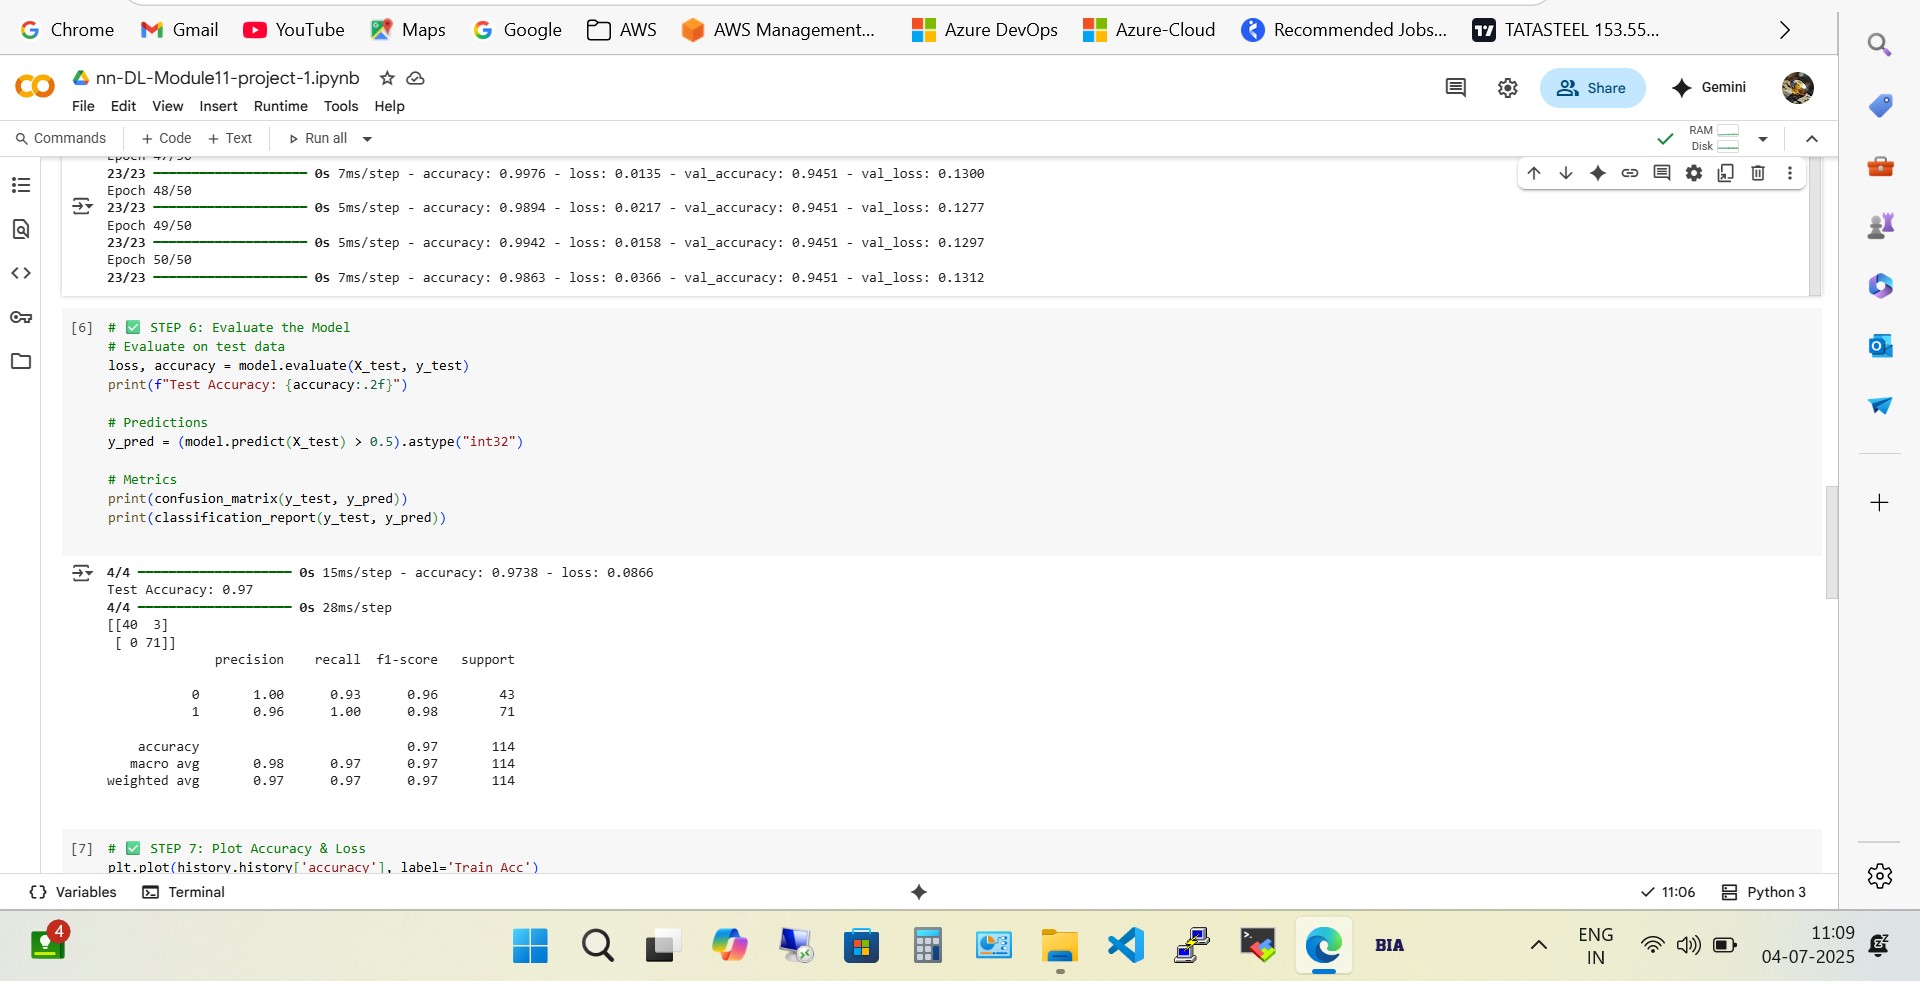 Chrome Gmail YouTube Maps Google AWS AWS Management... Azure DevOps Azure-Cloud Recommended Jobs... TATASTEEL 153.55...
nn-DL-Module11-project-1.ipynb
Share Gemini
File Edit View Insert Runtime Tools Help
Commands + Code + Text Run all
RAM
Disk
Epoch 47/50
23/23 0s 7ms/step - accuracy: 0.9976 - loss: 0.0135 - val_accuracy: 0.9451 - val_loss: 0.1300
Epoch 48/50
23/23 0s 5ms/step - accuracy: 0.9894 - loss: 0.0217 - val_accuracy: 0.9451 - val_loss: 0.1277
Epoch 49/50
23/23 0s 5ms/step - accuracy: 0.9942 - loss: 0.0158 - val_accuracy: 0.9451 - val_loss: 0.1297
Epoch 50/50
23/23 0s 7ms/step - accuracy: 0.9863 - loss: 0.0366 - val_accuracy: 0.9451 - val_loss: 0.1312
[6] # ✅ STEP 6: Evaluate the Model
# Evaluate on test data
loss, accuracy = model.evaluate(X_test, y_test)
print(f"Test Accuracy: {accuracy:.2f}")
# Predictions
y_pred = (model.predict(X_test) > 0.5).astype("int32")
# Metrics
print(confusion_matrix(y_test, y_pred))
print(classification_report(y_test, y_pred))
4/4 0s 15ms/step - accuracy: 0.9738 - loss: 0.0866
Test Accuracy: 0.97
4/4 0s 28ms/step
[[40  3]
[ 0 71]]
precision recall f1-score support
0 1.00 0.93 0.96 43
1 0.96 1.00 0.98 71
accuracy 0.97 114
macro avg 0.98 0.97 0.97 114
weighted avg 0.97 0.97 0.97 114
[7] # ✅ STEP 7: Plot Accuracy & Loss
plt.plot(history.history['accuracy'], label='Train Acc')
Variables Terminal 11:06 Python 3
4
BIA
ENG
IN
11:09
04-07-2025